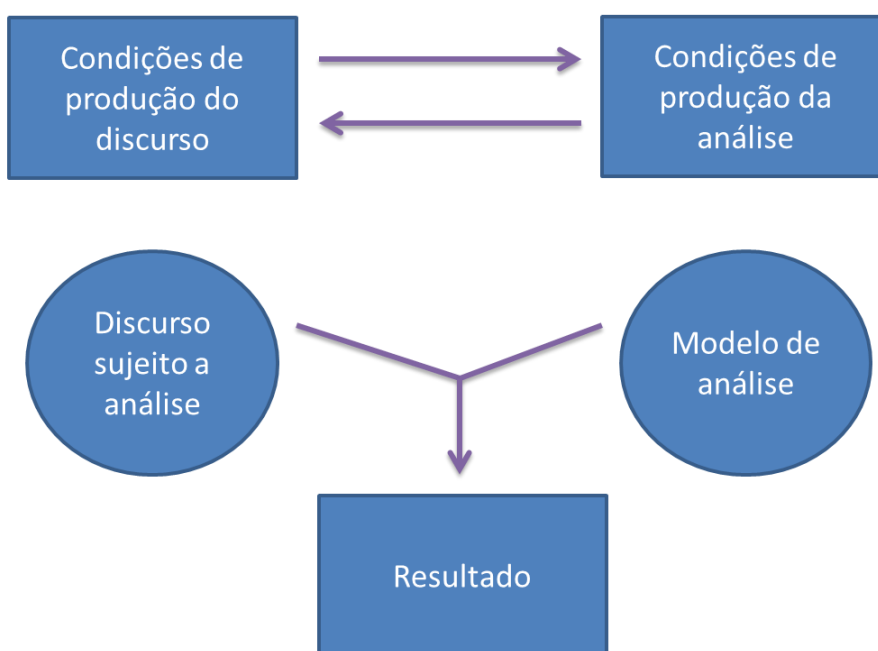 Condições de
produção do
discurso
Condições de
produção da
análise
Discurso
sujeito a
análise
Modelo de
análise
Resultado